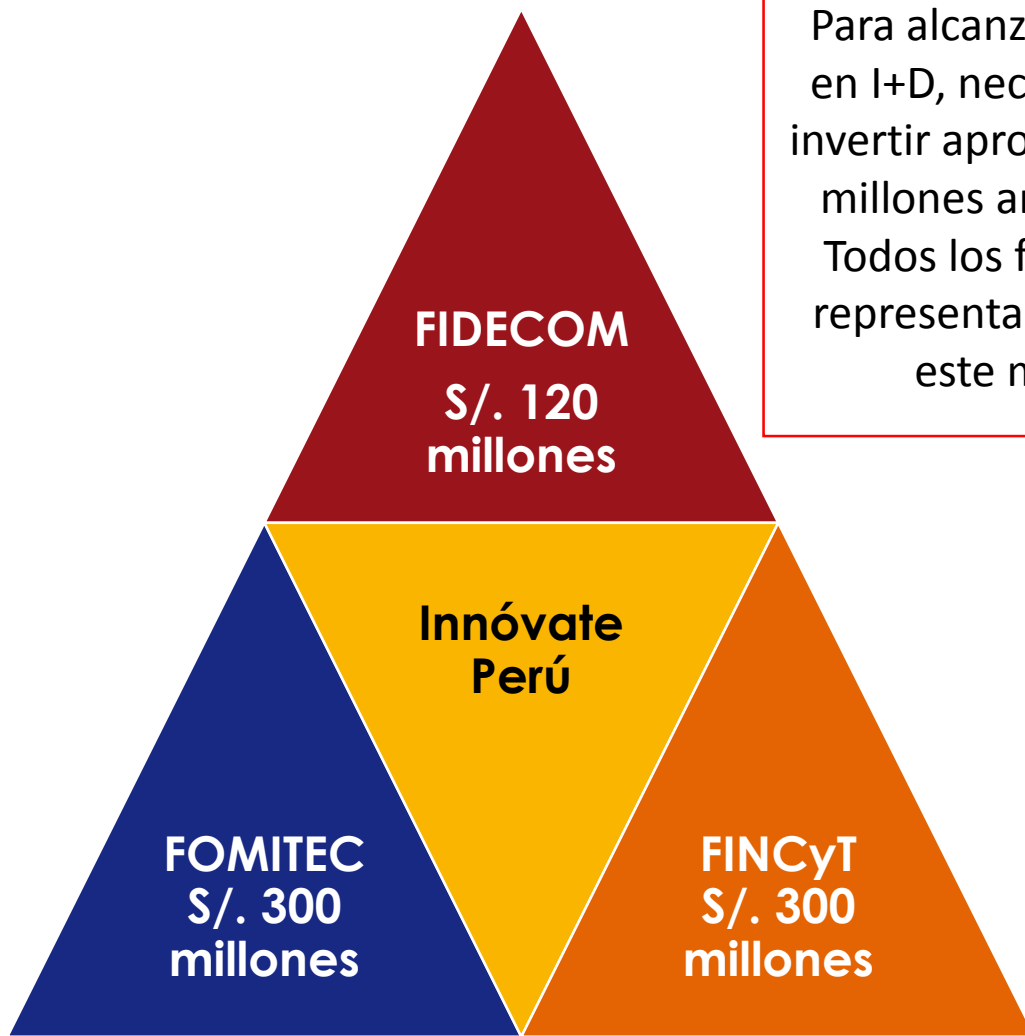 Para alcanz
en I+D, nec
invertir apro
millones a
Todos los f
representa
este
FIDECOM
S/. 120
millones
Innóvate
Perú
FOMITEC
S/. 300
millones
FINCyT
S/. 300
millones